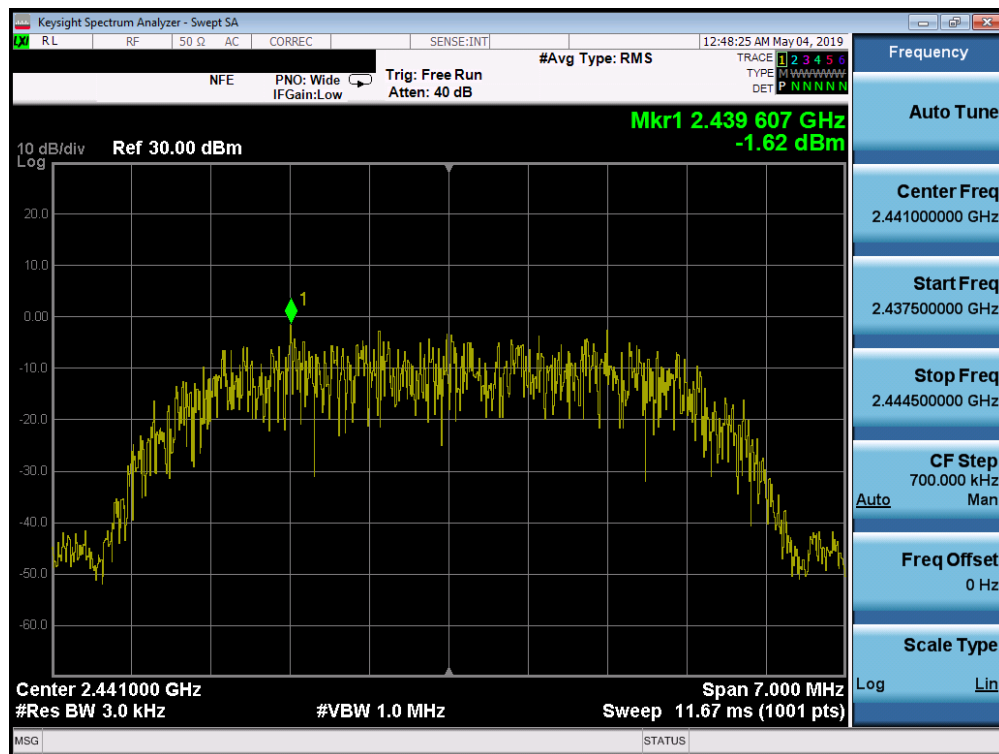 Keysight Spectrum Analyzer - Swept SA
LXI RL RF 50 Ω AC CORREC SENSE:INT 12:48:25 AM May 04, 2019
NFE
PNO: Wide
IFGain:Low
Trig: Free Run
Atten: 40 dB
#Avg Type: RMS
TRACE 1 2 3 4 5 6
TYPE M WWWWW
DET P N N N N N
Mkr1 2.439 607 GHz
-1.62 dBm
10 dB/div Ref 30.00 dBm
Log
20.0
10.0
0.00
-10.0
-20.0
-30.0
-40.0
-50.0
-60.0
1
Center 2.441000 GHz Span 7.000 MHz
#Res BW 3.0 kHz #VBW 1.0 MHz Sweep 11.67 ms (1001 pts)
MSG STATUS
Frequency
Auto Tune
Center Freq
2.441000000 GHz
Start Freq
2.437500000 GHz
Stop Freq
2.444500000 GHz
CF Step
700.000 kHz
Auto Man
Freq Offset
0 Hz
Scale Type
Log Lin